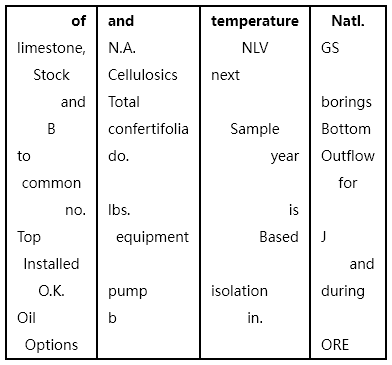 of and temperature Natl.
limestone, N.A. NLV GS
Stock Cellulosics next
and Total borings
B confertifolia Sample Bottom
to do. year Outflow
common for
no. lbs. is
Top equipment Based J
Installed and
O.K. pump isolation during
Oil b in.
Options ORE